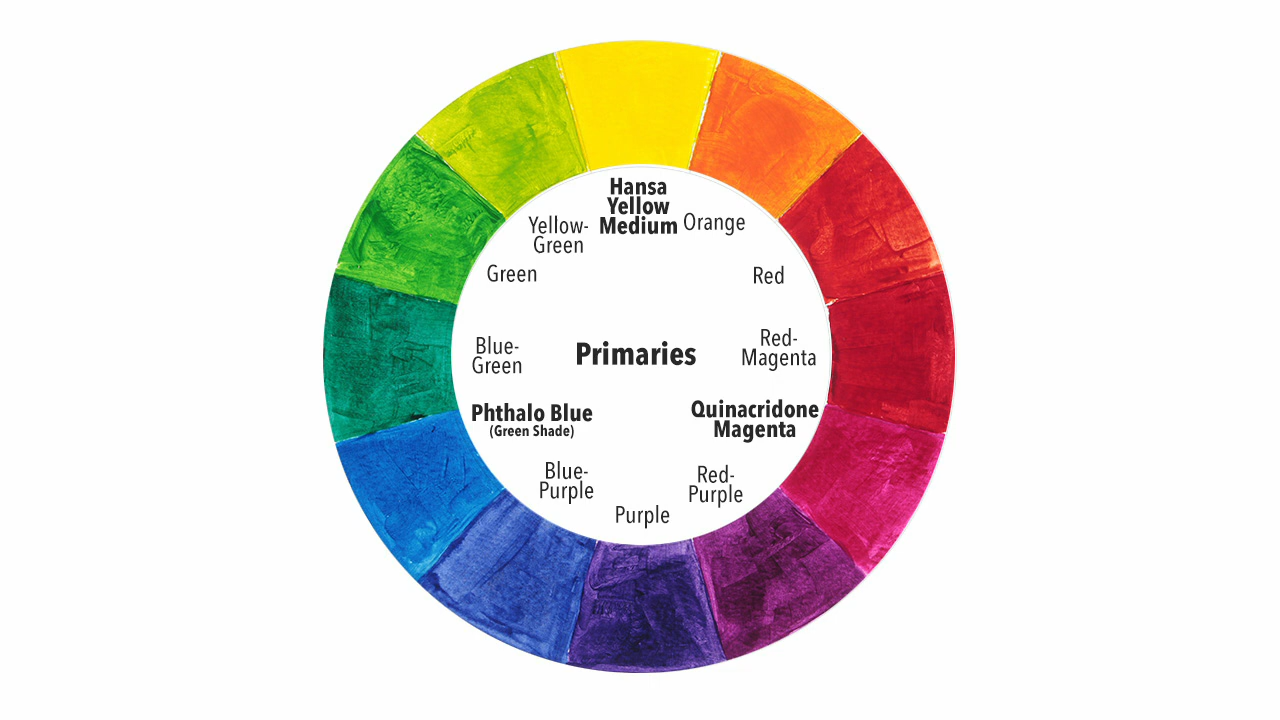 Hansa
Yellow
Medium
Orange
Yellow-
Green
Green
Red
Blue-
Green
Primaries
Red-
Magenta
Phthalo Blue
(Green Shade)
Quinacridone
Magenta
Blue-
Purple
Red-
Purple
Purple